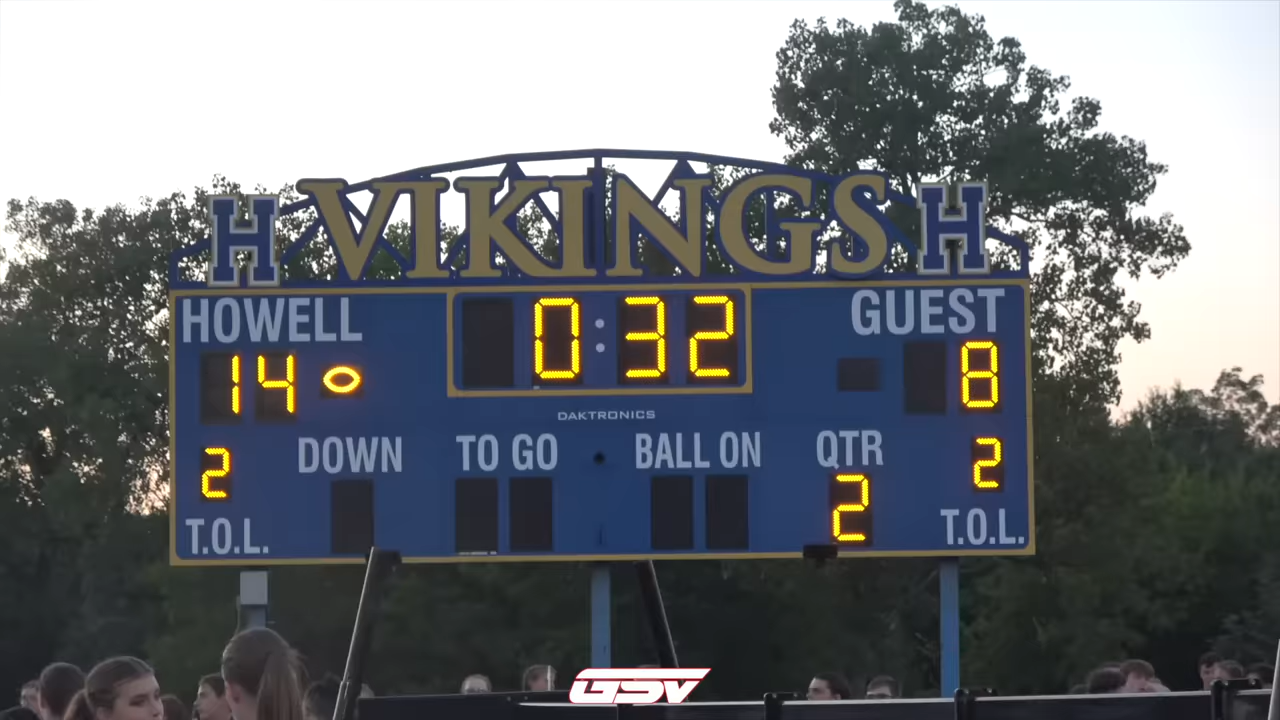 H VIKINGS H
HOWELL 0:32 GUEST
14 8
DAKTRONICS
2 DOWN TO GO BALL ON QTR 2
2
T.O.L. T.O.L.
GSV